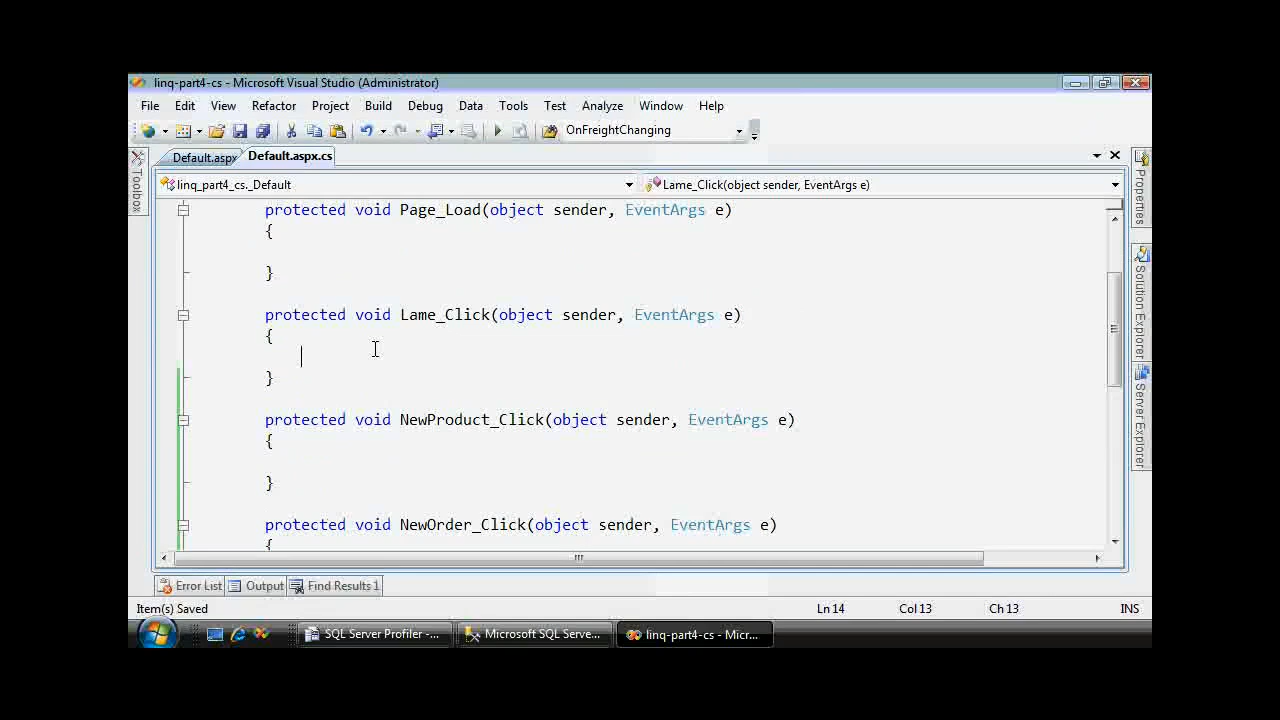 linq-part4-cs - Microsoft Visual Studio (Administrator)
File Edit View Refactor Project Build Debug Data Tools Test Analyze Window Help
OnFreightChanging
Default.aspx Default.aspx.cs
linq_part4_cs._Default Lame_Click(object sender, EventArgs e)
Toolbox
Properties
Solution Explorer
Server Explorer
protected void Page_Load(object sender, EventArgs e)
{
}
protected void Lame_Click(object sender, EventArgs e)
{
}
protected void NewProduct_Click(object sender, EventArgs e)
{
}
protected void NewOrder_Click(object sender, EventArgs e)
{
Error List Output Find Results 1
Item(s) Saved Ln 14 Col 13 Ch 13 INS
SQL Server Profiler -... Microsoft SQL Serve... linq-part4-cs - Micr...